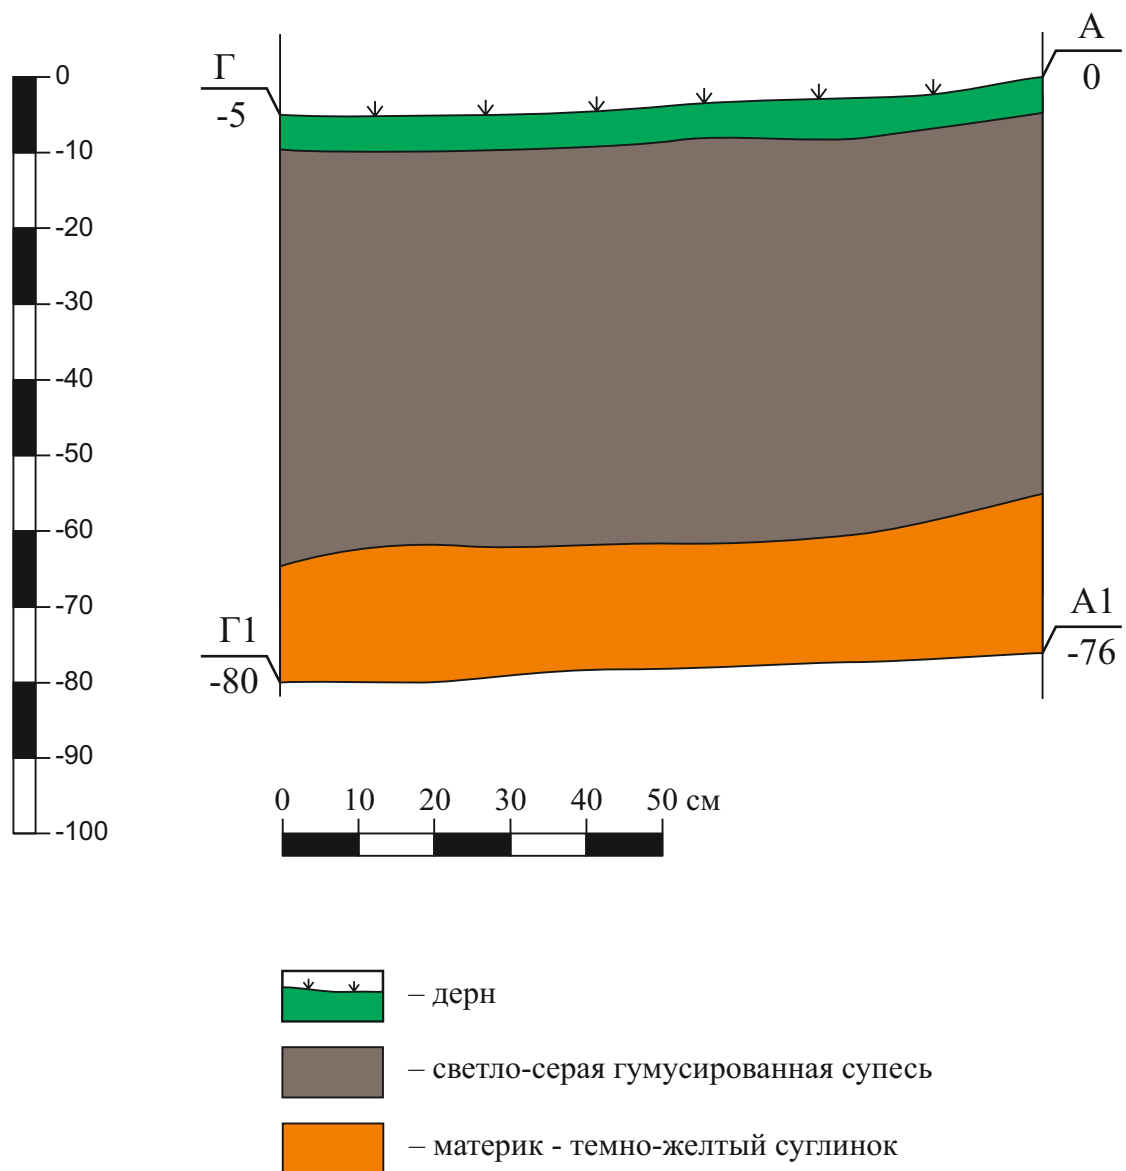 А
0
Г
-5
0
-10
-20
-30
-40
-50
-60
-70
-80
-90
-100
А1
-76
Г1
-80
0 10 20 30 40 50 см
– дерн
– светло-серая гумусированная супесь
– материк - темно-желтый суглинок